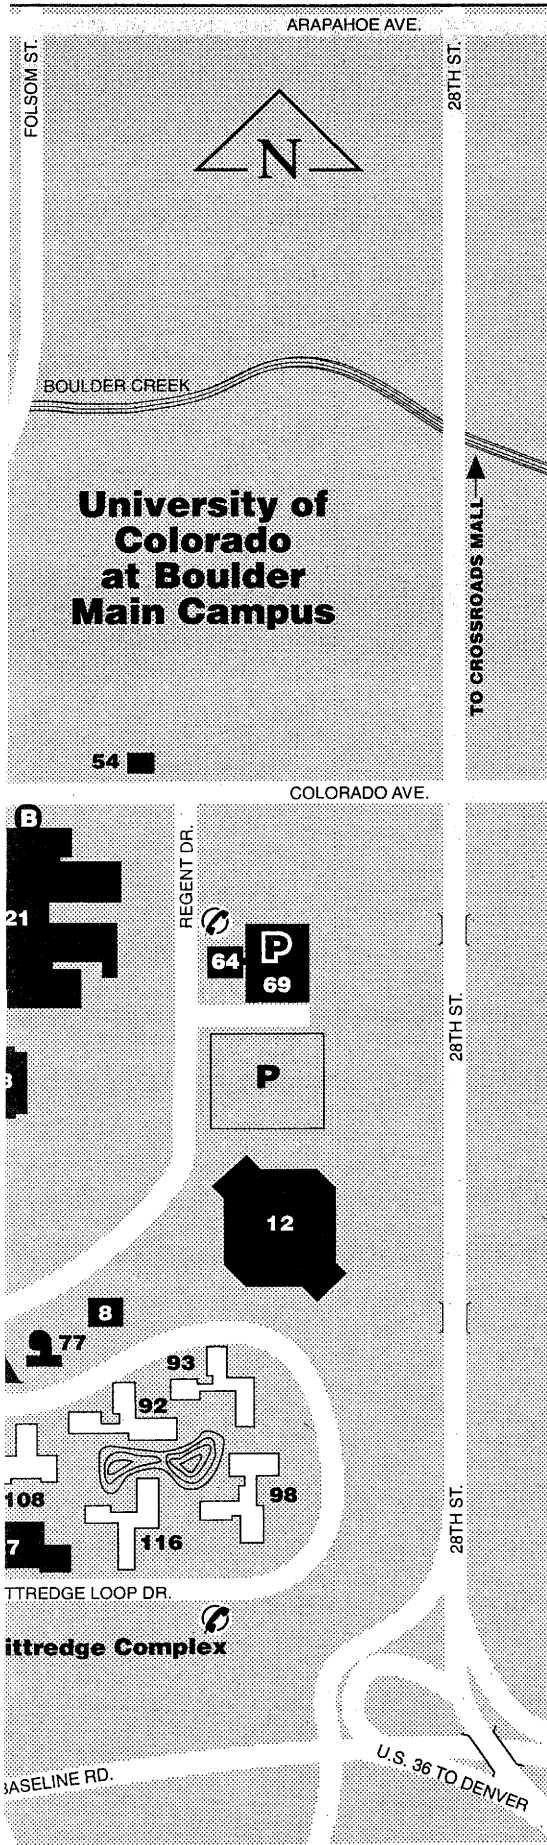 ARAPAHOE AVE.
FOLSOM ST.
28TH ST.
N
BOULDER CREEK
University of
Colorado
at Boulder
Main Campus
TO CROSSROADS MALL
54
COLORADO AVE.
B
REGENT DR.
21
P
64
69
28TH ST.
P
12
8
77
93
92
98
108
28TH ST.
7
116
TTREDGE LOOP DR.
ittredge Complex
BASELINE RD.
U.S. 36 TO DENVER